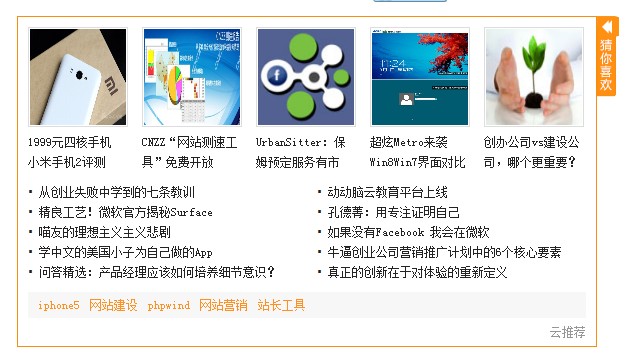 猜你喜欢
1999元四核手机
小米手机2评测
CNZZ“网站测速工
具”免费开放
UrbanSitter: 保
姆预定服务有市
超炫Metro来袭
Win8Win7界面对比
创办公司vs建设公
司，哪个更重要?
· 从创业失败中学到的七条教训
· 精良工艺！微软官方揭秘Surface
· 喵友的理想主义主义悲剧
· 学中文的美国小子为自己做的App
· 问答精选：产品经理应该如何培养细节意识？
· 动动脑云教育平台上线
· 孔德菁：用专注证明自己
· 如果没有Facebook 我会在微软
· 牛逼创业公司营销推广计划中的6个核心要素
· 真正的创新在于对体验的重新定义
iphone5 网站建设 phpwind 网站营销 站长工具
云推荐